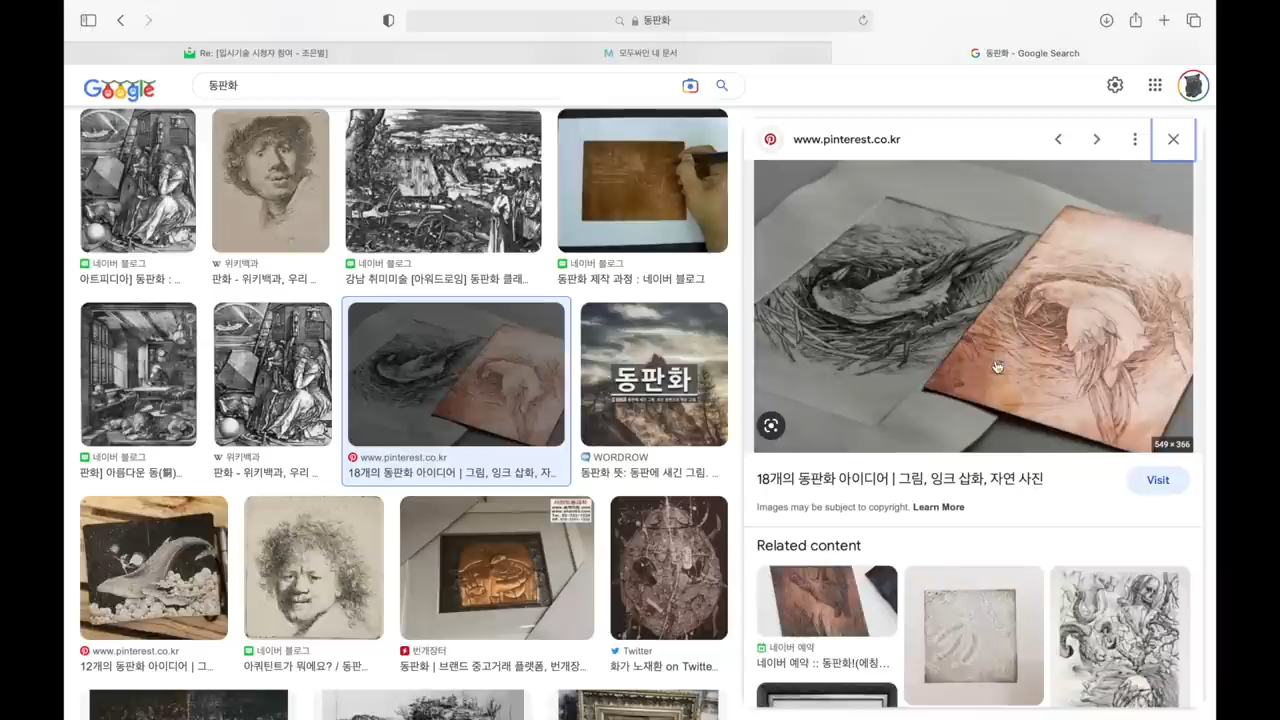 동판화
Re: [입시기술 시청자 참여 - 조은별]
모두싸인 내 문서
동판화 - Google Search
Google
동판화
네이버 블로그
아트피디아] 동판화 : ...
위키백과
판화 - 위키백과, 우리 ...
네이버 블로그
강남 취미미술 [아워드로잉] 동판화 클래...
네이버 블로그
동판화 제작 과정 : 네이버 블로그
네이버 블로그
판화] 아름다운 동(銅)...
위키백과
판화 - 위키백과, 우리 ...
www.pinterest.co.kr
18개의 동판화 아이디어 | 그림, 잉크 삽화, 자...
동판화
WORDROW
동판화 뜻: 동판에 새긴 그림. ...
www.pinterest.co.kr
12개의 동판화 아이디어 | 그...
네이버 블로그
아쿼틴트가 뭐에요? / 동판...
번개장터
동판화 | 브랜드 중고거래 플랫폼, 번개장...
Twitter
화가 노재환 on Twitte...
www.pinterest.co.kr
549 × 366
18개의 동판화 아이디어 | 그림, 잉크 삽화, 자연 사진
Visit
Images may be subject to copyright. Learn More
Related content
네이버 예약
네이버 예약 :: 동판화!(에칭...